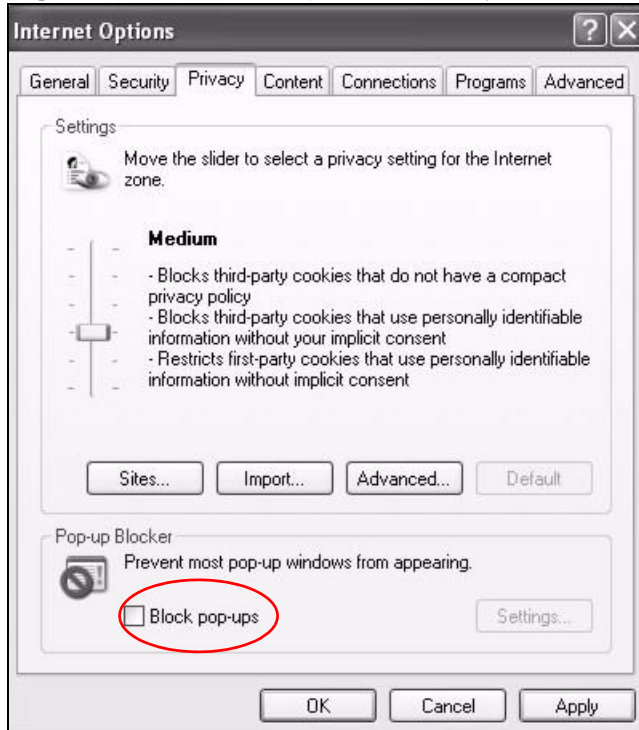 Internet Options
General Security Privacy Content Connections Programs Advanced
Settings
Move the slider to select a privacy setting for the Internet
zone.
Medium
- Blocks third-party cookies that do not have a compact
privacy policy
- Blocks third-party cookies that use personally identifiable
information without your implicit consent
- Restricts first-party cookies that use personally identifiable
information without implicit consent
Sites... Import... Advanced... Default
Pop-up Blocker
Prevent most pop-up windows from appearing.
Block pop-ups Settings...
OK Cancel Apply